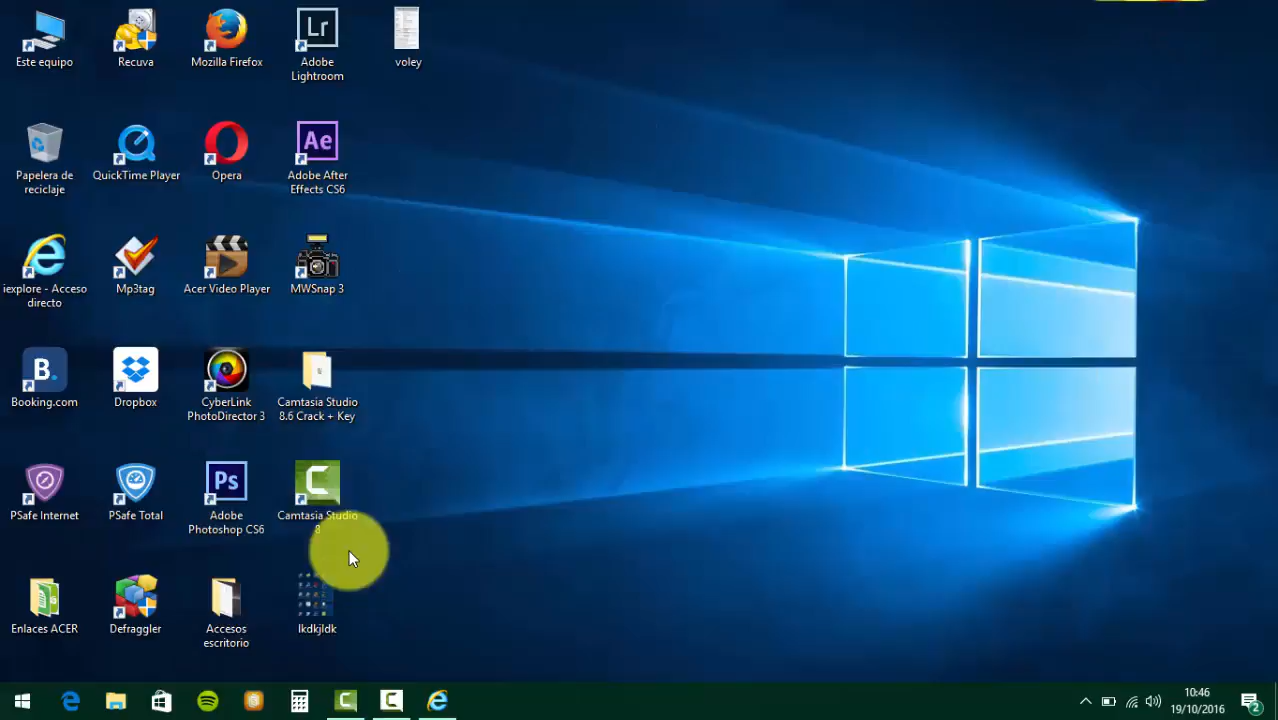 Este equipo
Recuva
Mozilla Firefox
Lr
Adobe
Lightroom
voley
Papelera de
reciclaje
QuickTime Player
Opera
Ae
Adobe After
Effects CS6
iexplore - Acceso
directo
Mp3tag
Acer Video Player
MWSnap 3
B.
Booking.com
Dropbox
CyberLink
PhotoDirector 3
Camtasia Studio
8.6 Crack + Key
PSafe Internet
PSafe Total
Ps
Adobe
Photoshop CS6
C
Camtasia Studio
8
Enlaces ACER
Defraggler
Accesos
escritorio
lkdkjldk
10:46
19/10/2016
2